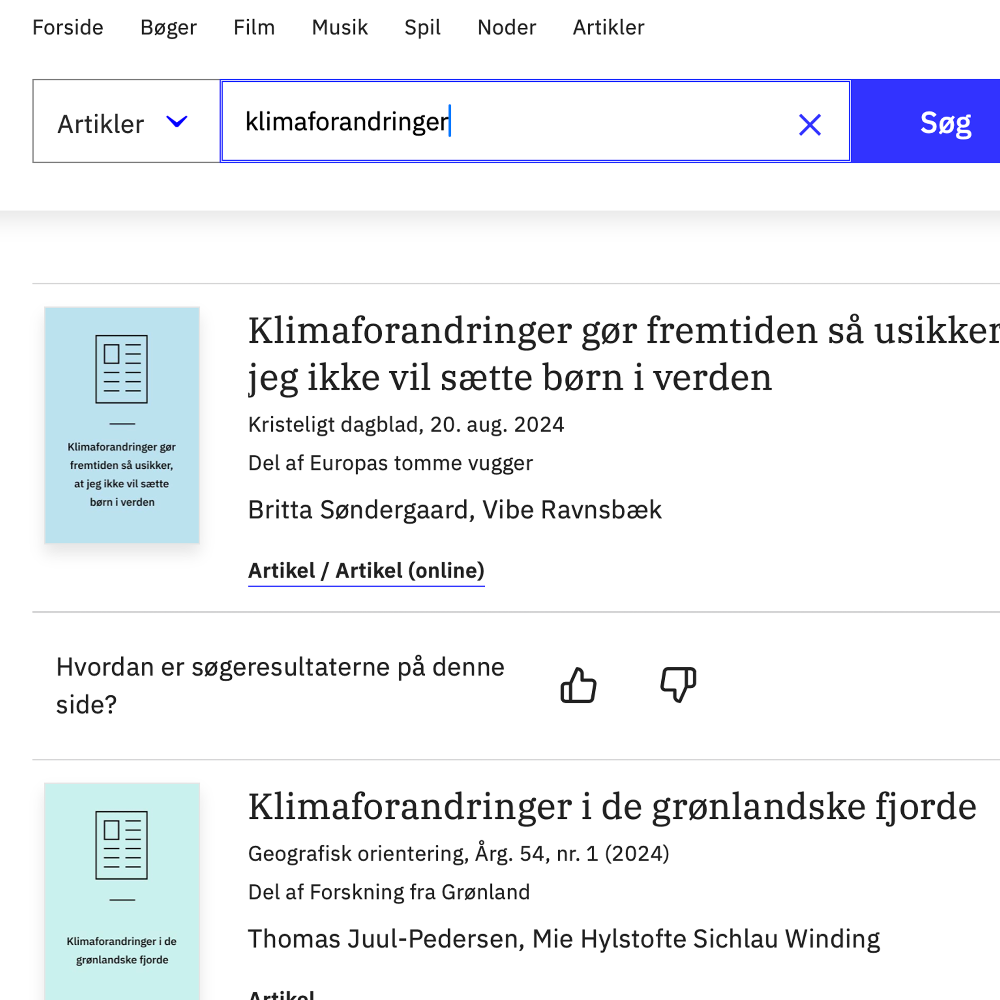 Forside Bøger Film Musik Spil Noder Artikler
Artikler klimaforandringer Søg
Klimaforandringer gør fremtiden så usikker
jeg ikke vil sætte børn i verden
Kristeligt dagblad, 20. aug. 2024
Del af Europas tomme vugger
Britta Søndergaard, Vibe Ravnsbæk
Artikel / Artikel (online)
Klimaforandringer gør
fremtiden så usikker,
at jeg ikke vil sætte
børn i verden
Hvordan er søgeresultaterne på denne
side?
Klimaforandringer i de grønlandske fjorde
Geografisk orientering, Årg. 54, nr. 1 (2024)
Del af Forskning fra Grønland
Thomas Juul-Pedersen, Mie Hylstofte Sichlau Winding
Artikel
Klimaforandringer i de
grønlandske fjorde